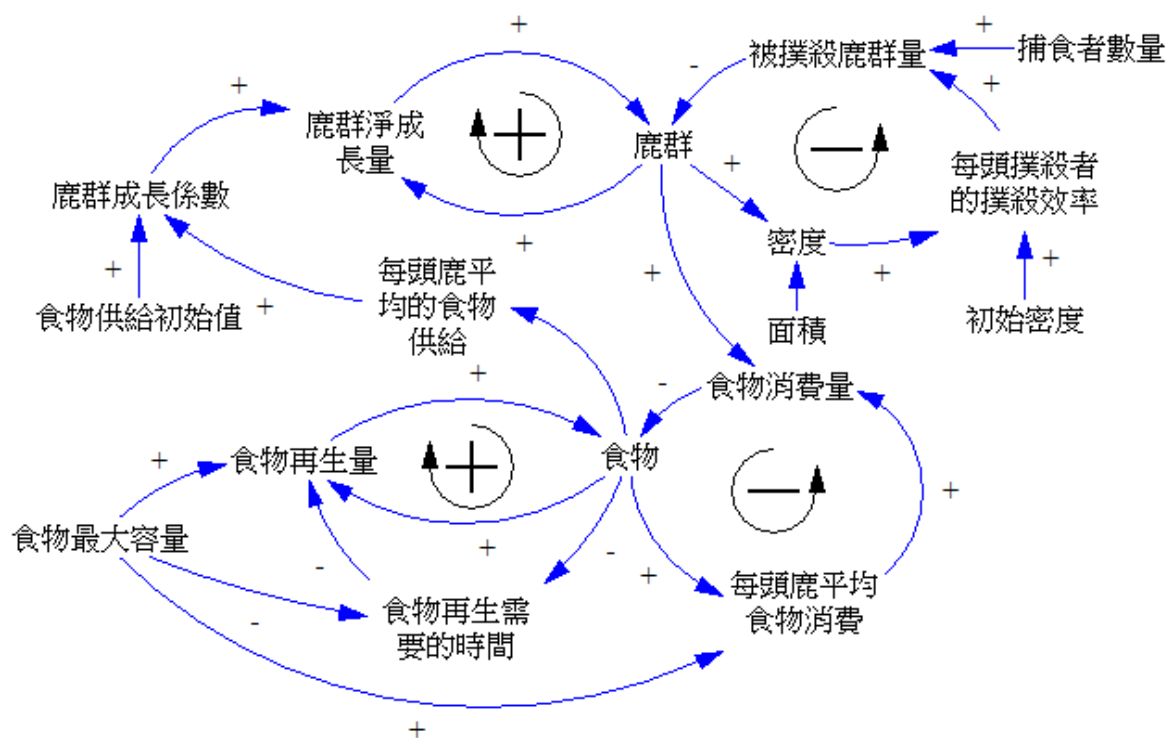 +
+
被撲殺鹿群量
捕食者數量
-
+
+
鹿群淨成
長量
+
鹿群
-
+
每頭撲殺者
的撲殺效率
鹿群成長係數
密度
+
每頭鹿平
均的食物
供給
+
+
+
+
+
食物供給初始值
面積
初始密度
+
-
食物消費量
+
食物再生量
+
食物
-
+
食物最大容量
+
-
-
+
每頭鹿平均
食物消費
食物再生需
要的時間
-
+